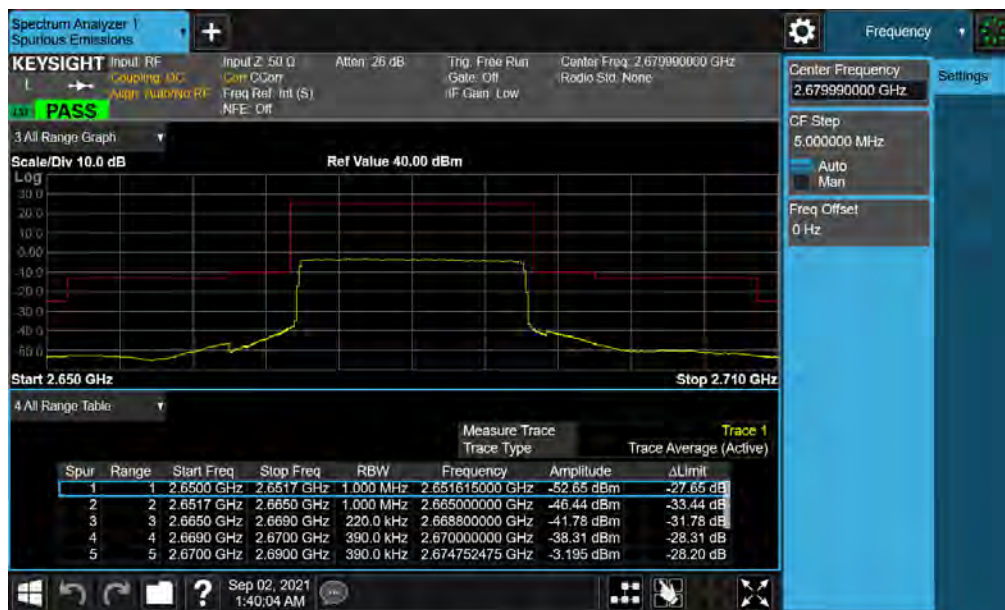 Spectrum Analyzer 1
Spurious Emissions
+
Frequency
KEYSIGHT
L
PASS
Input: RF
Coupling: DC
Align: Auto/No RF
Input Z: 50 Ω
Corr CCorr
Freq Ref: Int (S)
NFE: Off
Atten: 26 dB
Trig: Free Run
Gate: Off
IF Gain: Low
Center Freq: 2.679990000 GHz
Radio Std: None
Center Frequency
2.679990000 GHz
Settings
CF Step
5.000000 MHz
Auto
Man
Freq Offset
0 Hz
3 All Range Graph
Scale/Div 10.0 dB
Ref Value 40.00 dBm
Log
30.0
20.0
10.0
0.00
-10.0
-20.0
-30.0
-40.0
-50.0
Start 2.650 GHz
Stop 2.710 GHz
4 All Range Table
Measure Trace Trace 1
Trace Type Trace Average (Active)
Spur Range Start Freq Stop Freq RBW Frequency Amplitude ΔLimit
1 1 2.6500 GHz 2.6517 GHz 1.000 MHz 2.651615000 GHz -52.65 dBm -27.65 dB
2 2 2.6517 GHz 2.6650 GHz 1.000 MHz 2.665000000 GHz -46.44 dBm -33.44 dB
3 3 2.6650 GHz 2.6690 GHz 220.0 kHz 2.668800000 GHz -41.78 dBm -31.78 dB
4 4 2.6690 GHz 2.6700 GHz 390.0 kHz 2.670000000 GHz -38.31 dBm -28.31 dB
5 5 2.6700 GHz 2.6900 GHz 390.0 kHz 2.674752475 GHz -3.195 dBm -28.20 dB
?
Sep 02, 2021
1:40:04 AM